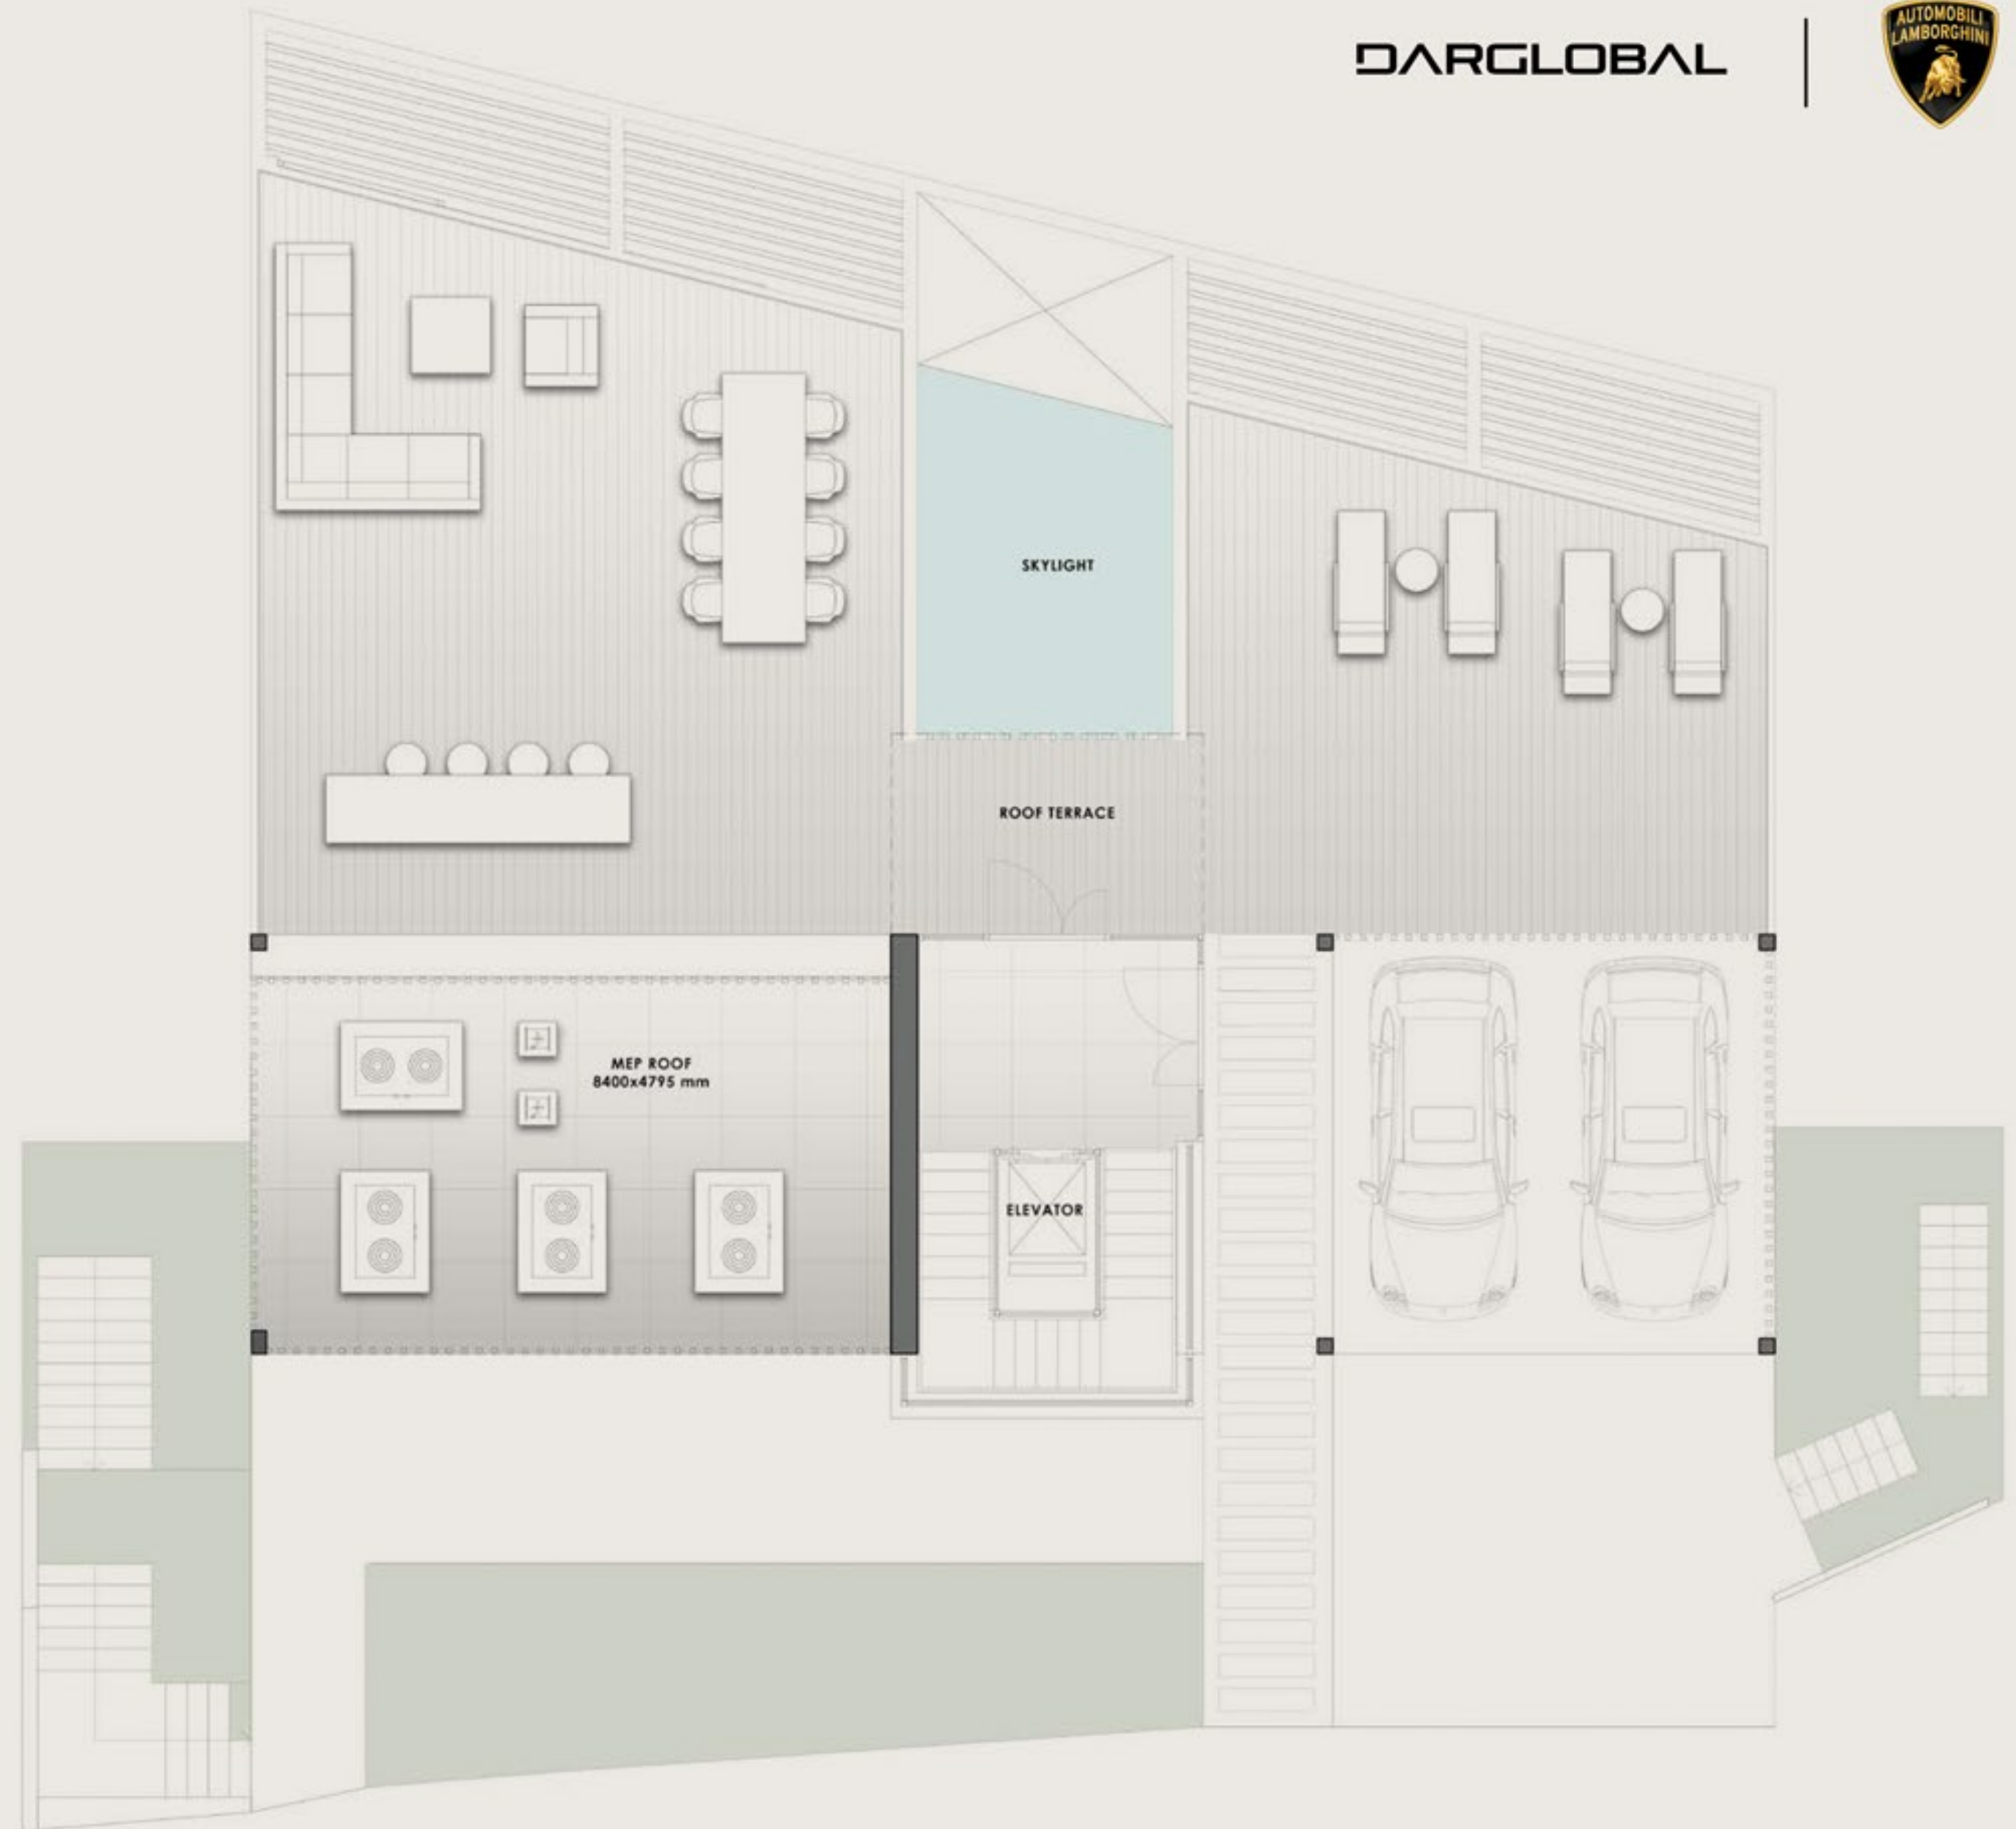 DARGLOBAL
AUTOMOBILI
LAMBORGHINI
SKYLIGHT
ROOF TERRACE
MEP ROOF
8400x4795 mm
ELEVATOR